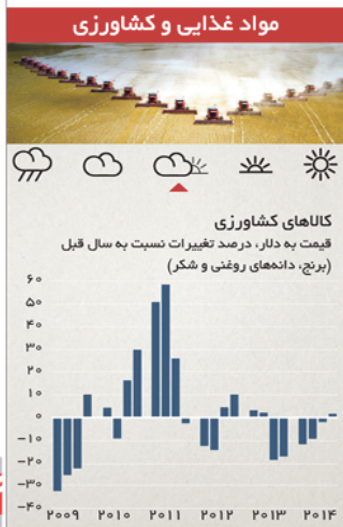 مواد غذایی و کشاورزی
کالاهای کشاورزی
قیمت به دلار، درصد تغییرات نسبت به سال قبل
(برنج، دانه‌های روغنی و شکر)
۶۰
۵۰
۴۰
۳۰
۲۰
۱۰
۰
-۱۰
-۲۰
-۳۰
-۴۰
۲۰۰۹ ۲۰۱۰ ۲۰۱۱ ۲۰۱۲ ۲۰۱۳ ۲۰۱۴